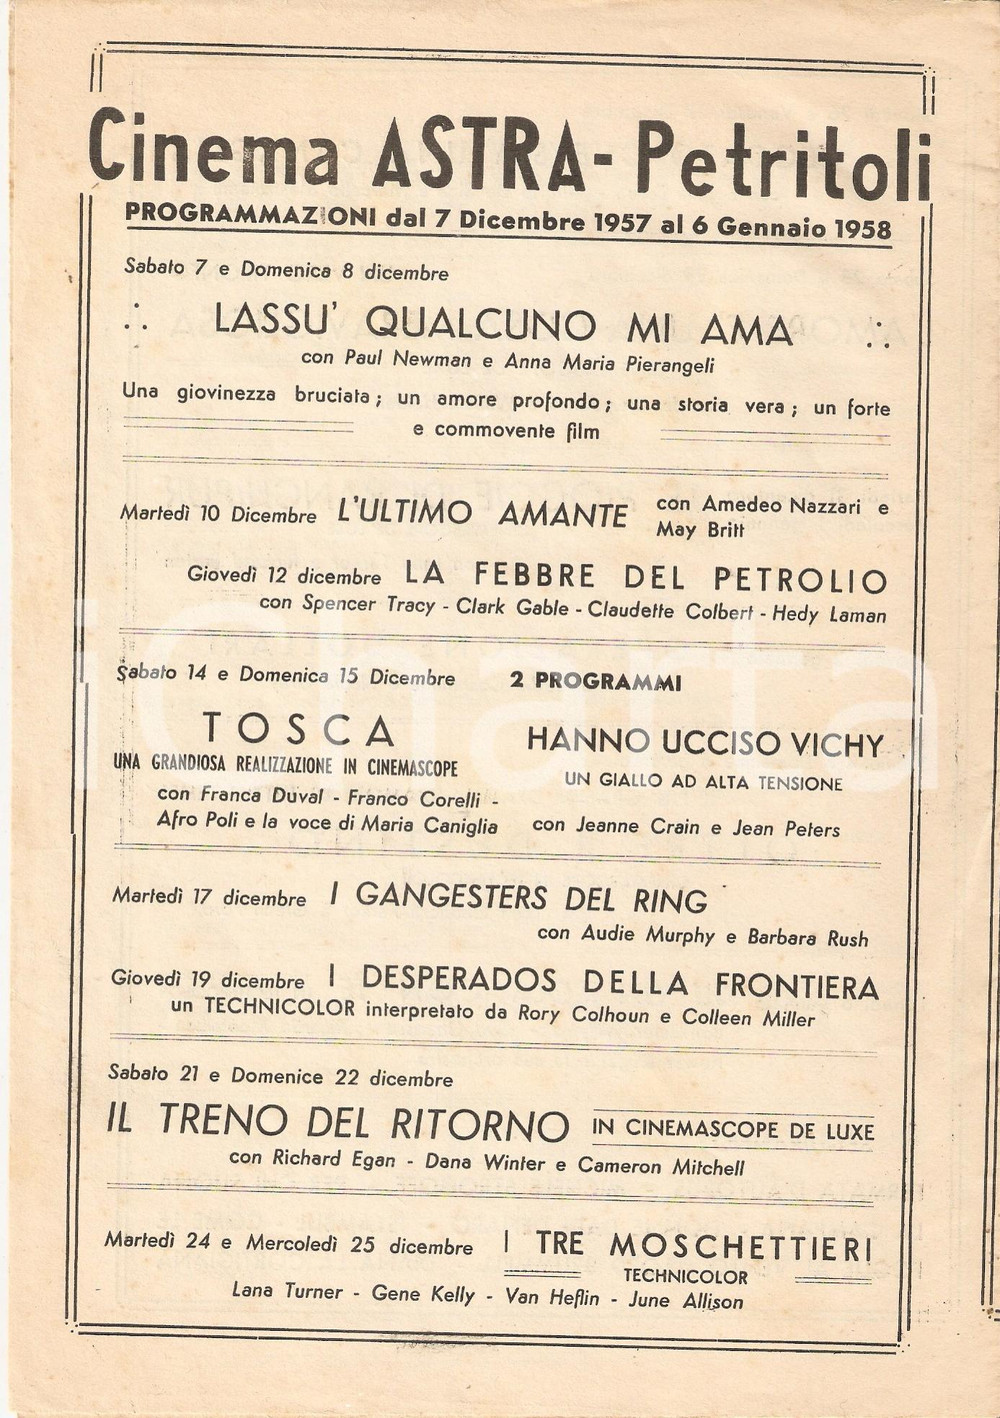 Cinema ASTRA - Petritoli
PROGRAMMAZIONI dal 7 Dicembre 1957 al 6 Gennaio 1958
Sabato 7 e Domenica 8 dicembre
LASSU' QUALCUNO MI AMA
con Paul Newman e Anna Maria Pierangeli
Una giovinezza bruciata; un amore profondo; una storia vera; un forte
e commovente film
Martedì 10 Dicembre L'ULTIMO AMANTE con Amedeo Nazzari e
May Britt
Giovedì 12 dicembre LA FEBBRE DEL PETROLIO
con Spencer Tracy - Clark Gable - Claudette Colbert - Hedy Laman
Sabato 14 e Domenica 15 Dicembre 2 PROGRAMMI
TOSCA
UNA GRANDIOSA REALIZZAZIONE IN CINEMASCOPE
con Franca Duval - Franco Corelli -
Afro Poli e la voce di Maria Caniglia
HANNO UCCISO VICHY
UN GIALLO AD ALTA TENSIONE
con Jeanne Crain e Jean Peters
Martedì 17 dicembre I GANGESTERS DEL RING
con Audie Murphy e Barbara Rush
Giovedì 19 dicembre I DESPERADOS DELLA FRONTIERA
un TECHNICOLOR interpretato da Rory Colhoun e Colleen Miller
Sabato 21 e Domenice 22 dicembre
IL TRENO DEL RITORNO IN CINEMASCOPE DE LUXE
con Richard Egan - Dana Winter e Cameron Mitchell
Martedì 24 e Mercoledì 25 dicembre I TRE MOSCHETTIERI
TECHNICOLOR
Lana Turner - Gene Kelly - Van Heflin - June Allison
iCharta